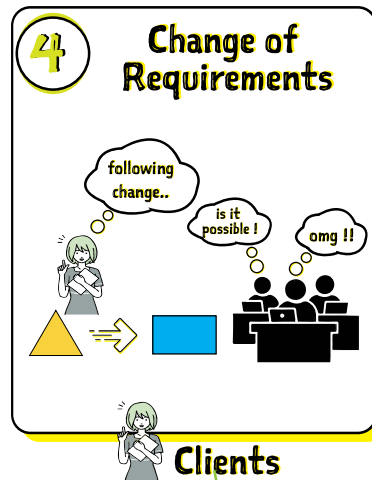 4
Change of
Requirements
following
change..
is it
possible !
omg !!
Clients